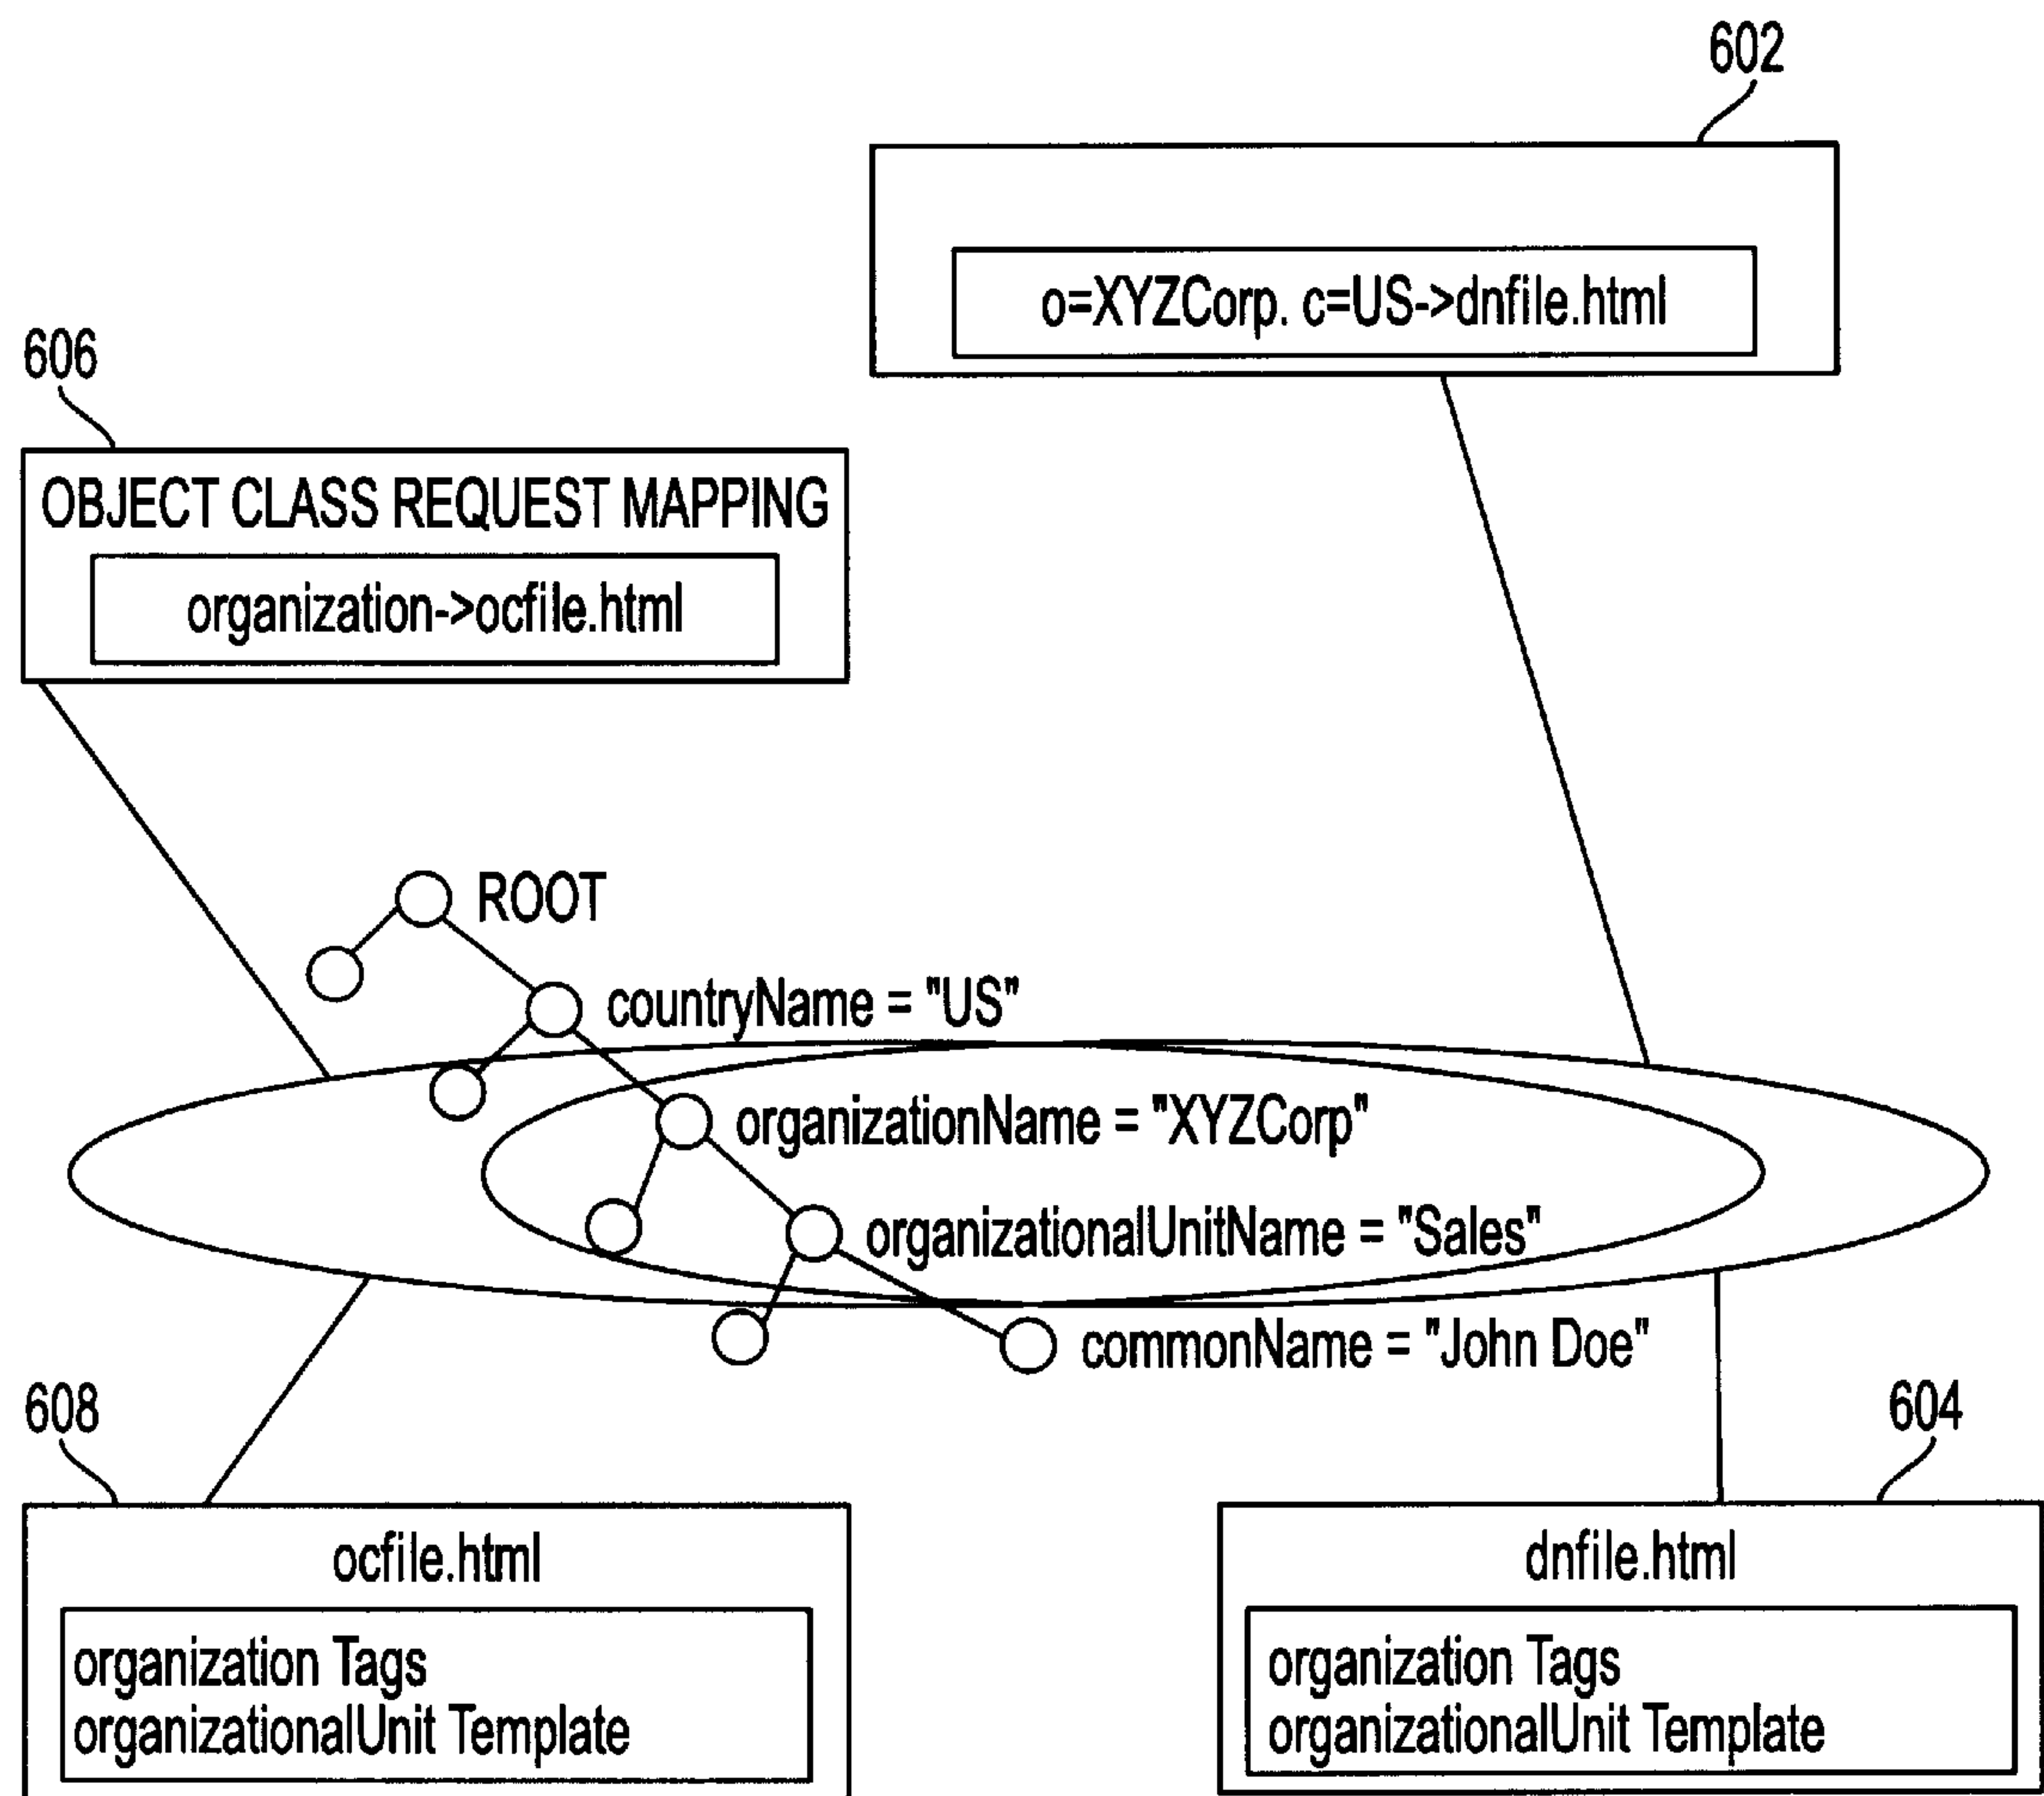 602
o=XYZCorp. c=US->dnfile.html
606
OBJECT CLASS REQUEST MAPPING
organization->ocfile.html
ROOT
countryName = "US"
organizationName = "XYZCorp"
organizationalUnitName = "Sales"
commonName = "John Doe"
608
ocfile.html
organization Tags
organizationalUnit Template
604
dnfile.html
organization Tags
organizationalUnit Template